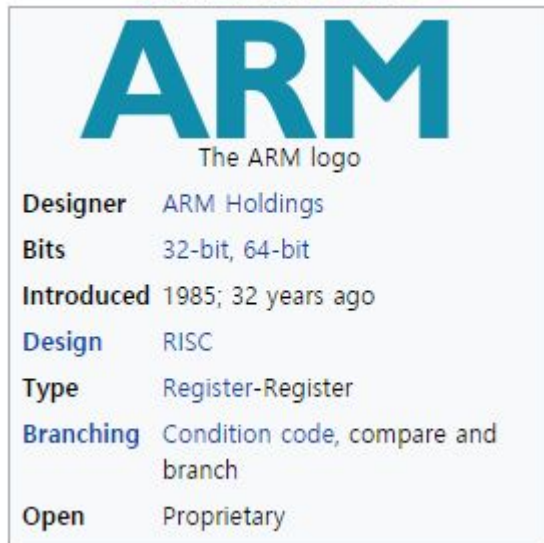 ARM
The ARM logo
Designer ARM Holdings
Bits 32-bit, 64-bit
Introduced 1985; 32 years ago
Design RISC
Type Register-Register
Branching Condition code, compare and
branch
Open Proprietary